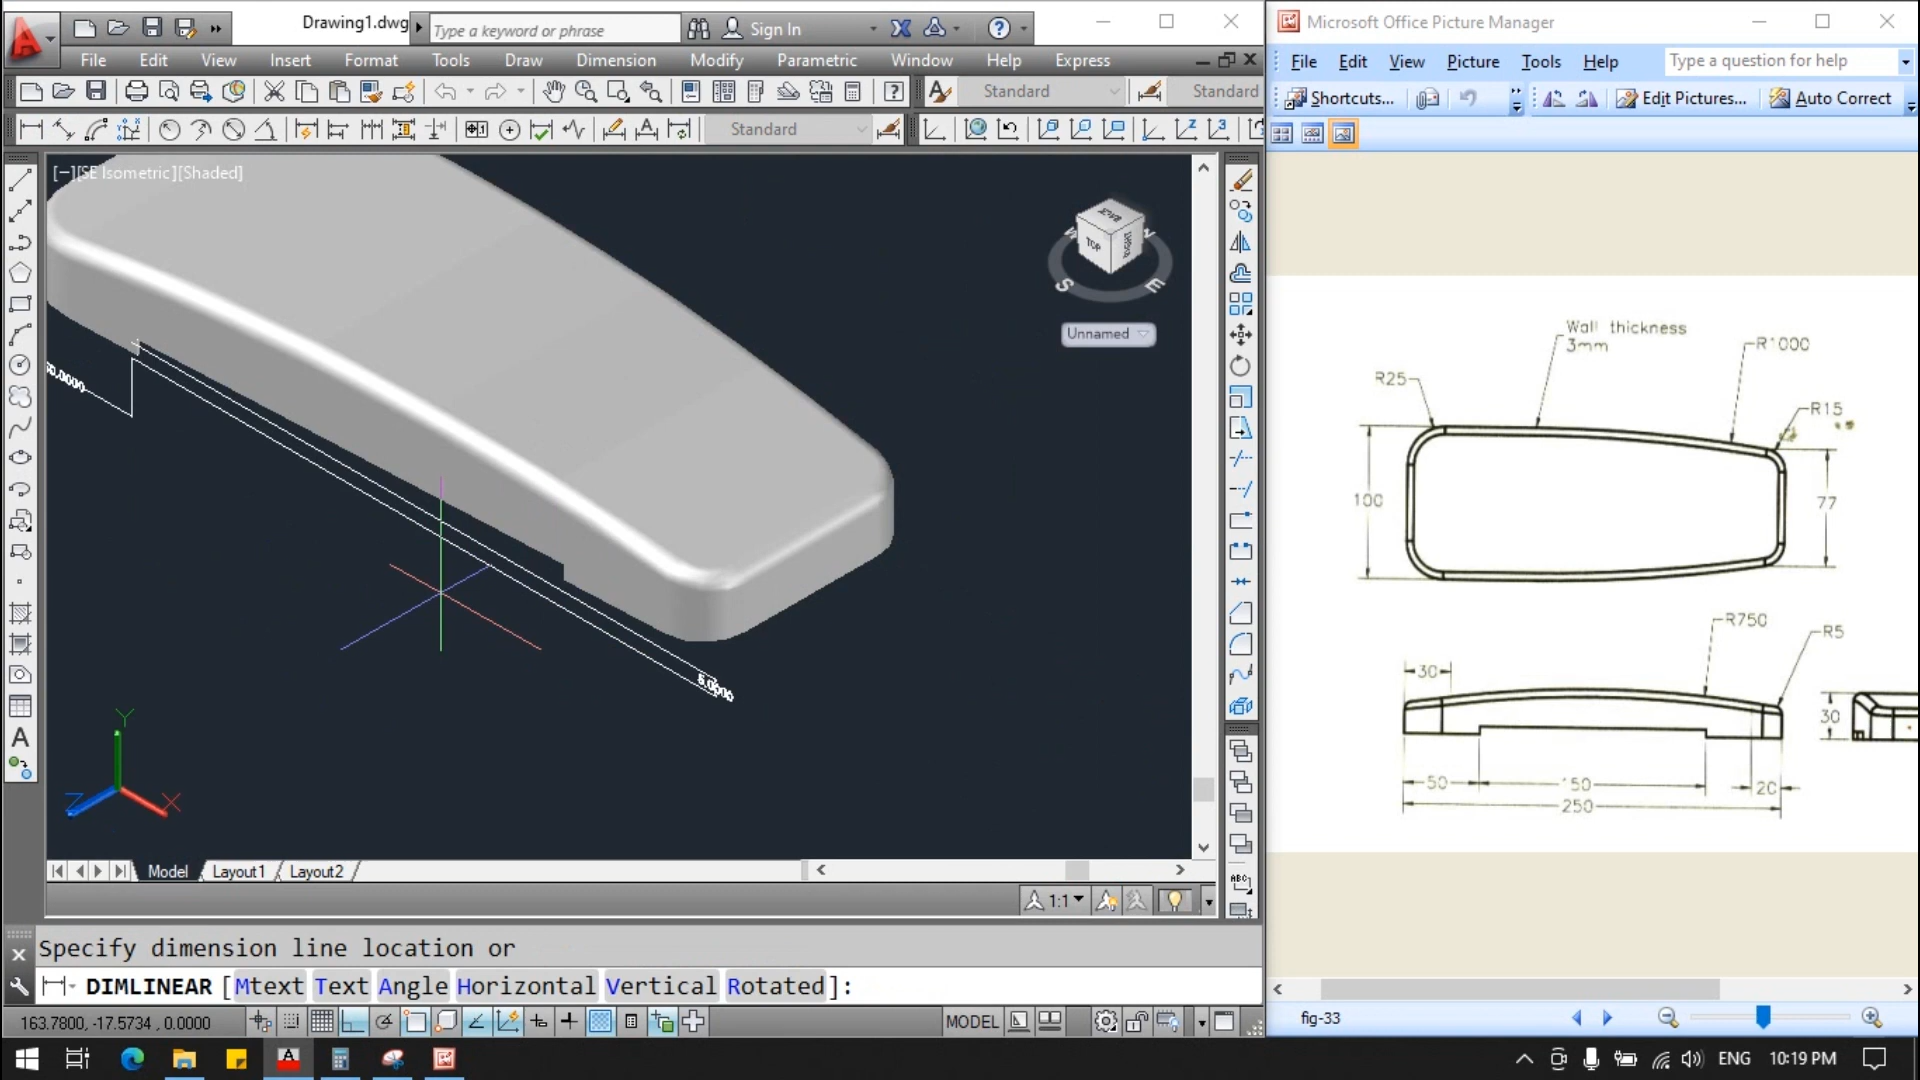 Drawing1.dwg
Type a keyword or phrase
Sign In
File Edit View Insert Format Tools Draw Dimension Modify Parametric Window Help Express
Standard
Standard
Standard
[−][SE Isometric][Shaded]
TOP
RIGHT
S
E
Unnamed
5.0000
Y
Z
X
Model
Layout1
Layout2
1:1
Specify dimension line location or
DIMLINEAR [Mtext Text Angle Horizontal Vertical Rotated]:
163.7800, -17.5734 , 0.0000
MODEL
Microsoft Office Picture Manager
File Edit View Picture Tools Help
Type a question for help
Shortcuts...
Edit Pictures...
Auto Correct
Wall thickness
3mm
R1000
R25
R15
100
77
R750
R5
30
30
50
150
20
250
fig-33
ENG
10:19 PM